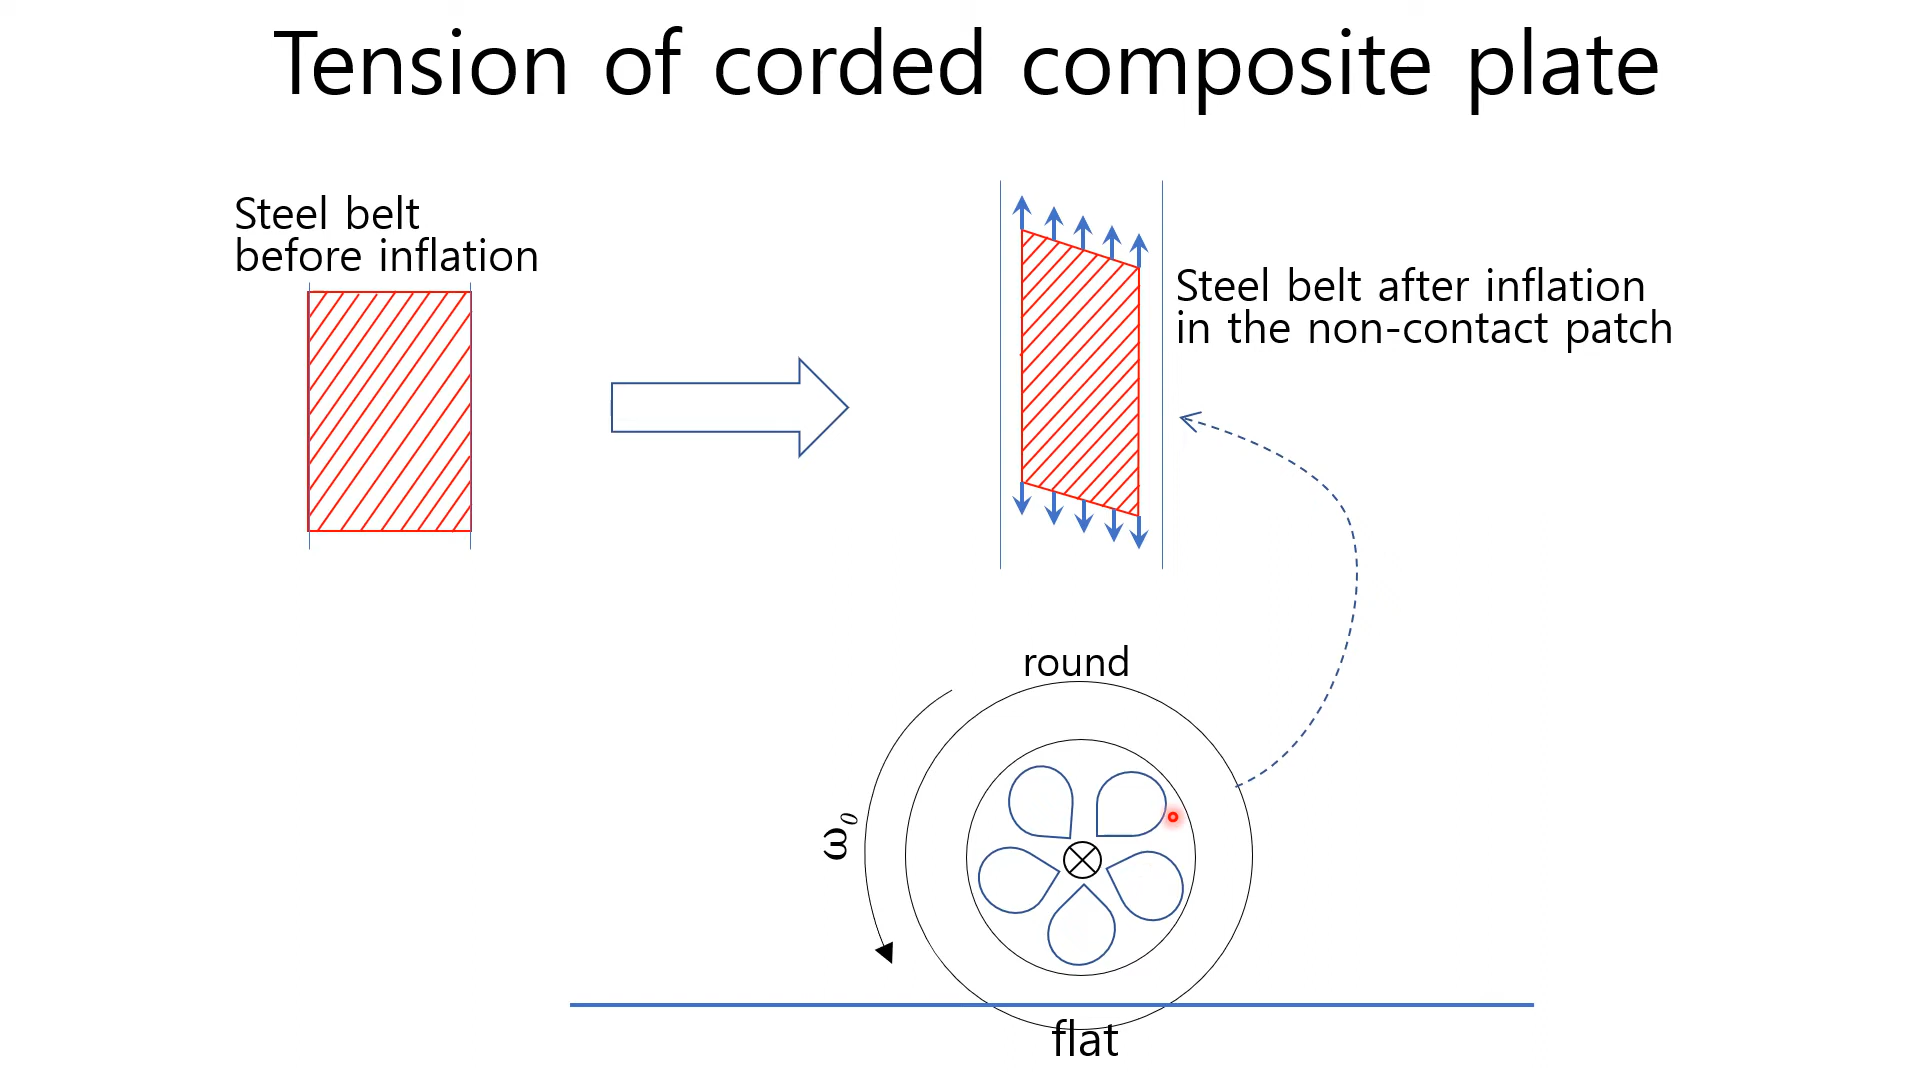 Tension of corded composite plate
Steel belt
before inflation
Steel belt after inflation
in the non-contact patch
round
ω0
flat